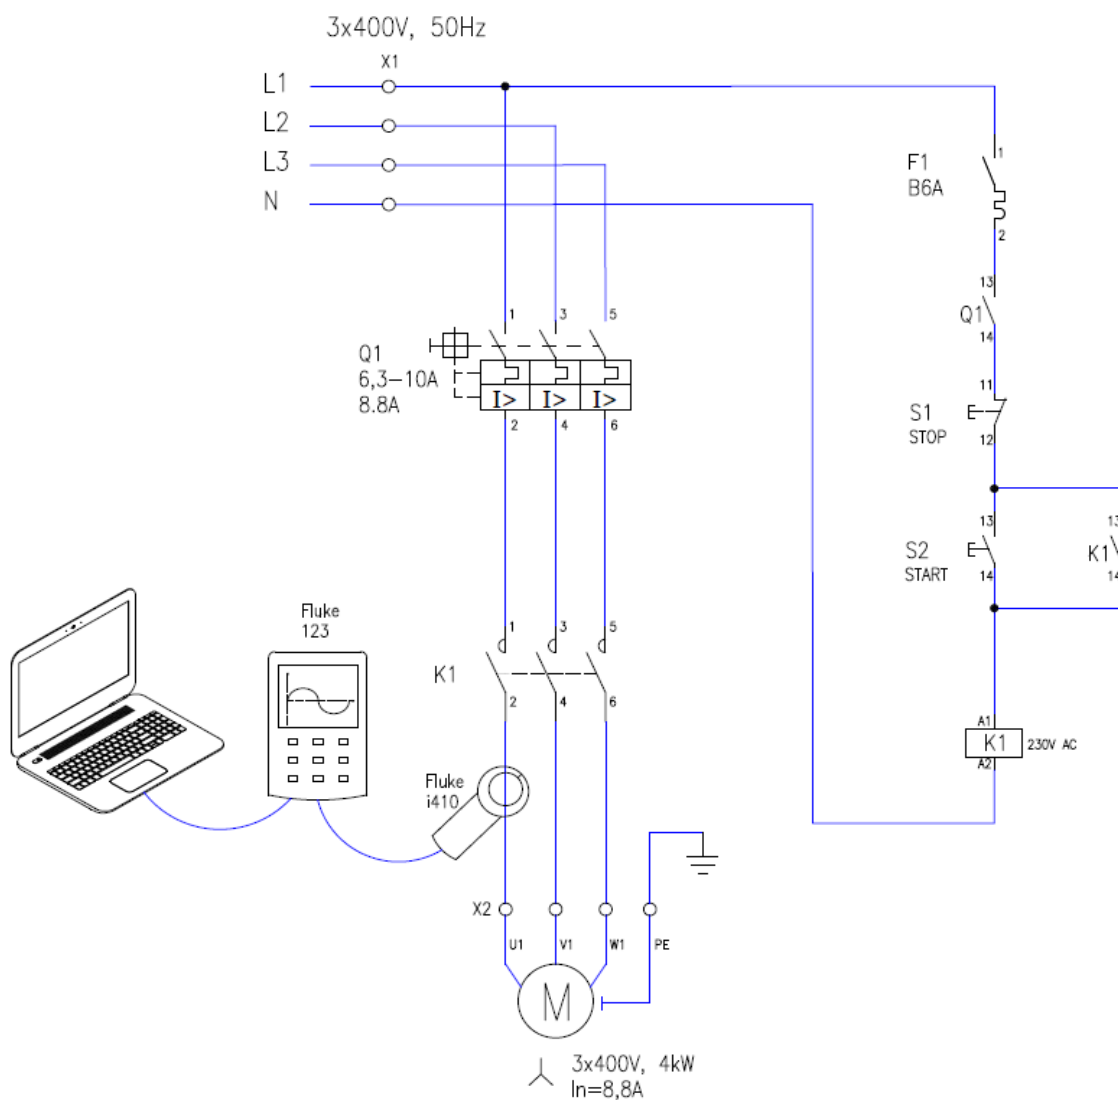 3x400V, 50Hz
X1
L1
L2
L3
N
F1
B6A
1
2
13
Q1
14
1
3
5
Q1
6,3-10A
8.8A
I>
I>
I>
2
4
6
11
S1
STOP
12
13
S2
START
14
13
K1
14
Fluke
123
1
3
5
K1
2
4
6
A1
K1
230V AC
A2
Fluke
i410
X2
U1
V1
W1
PE
M
3x400V, 4kW
In=8,8A